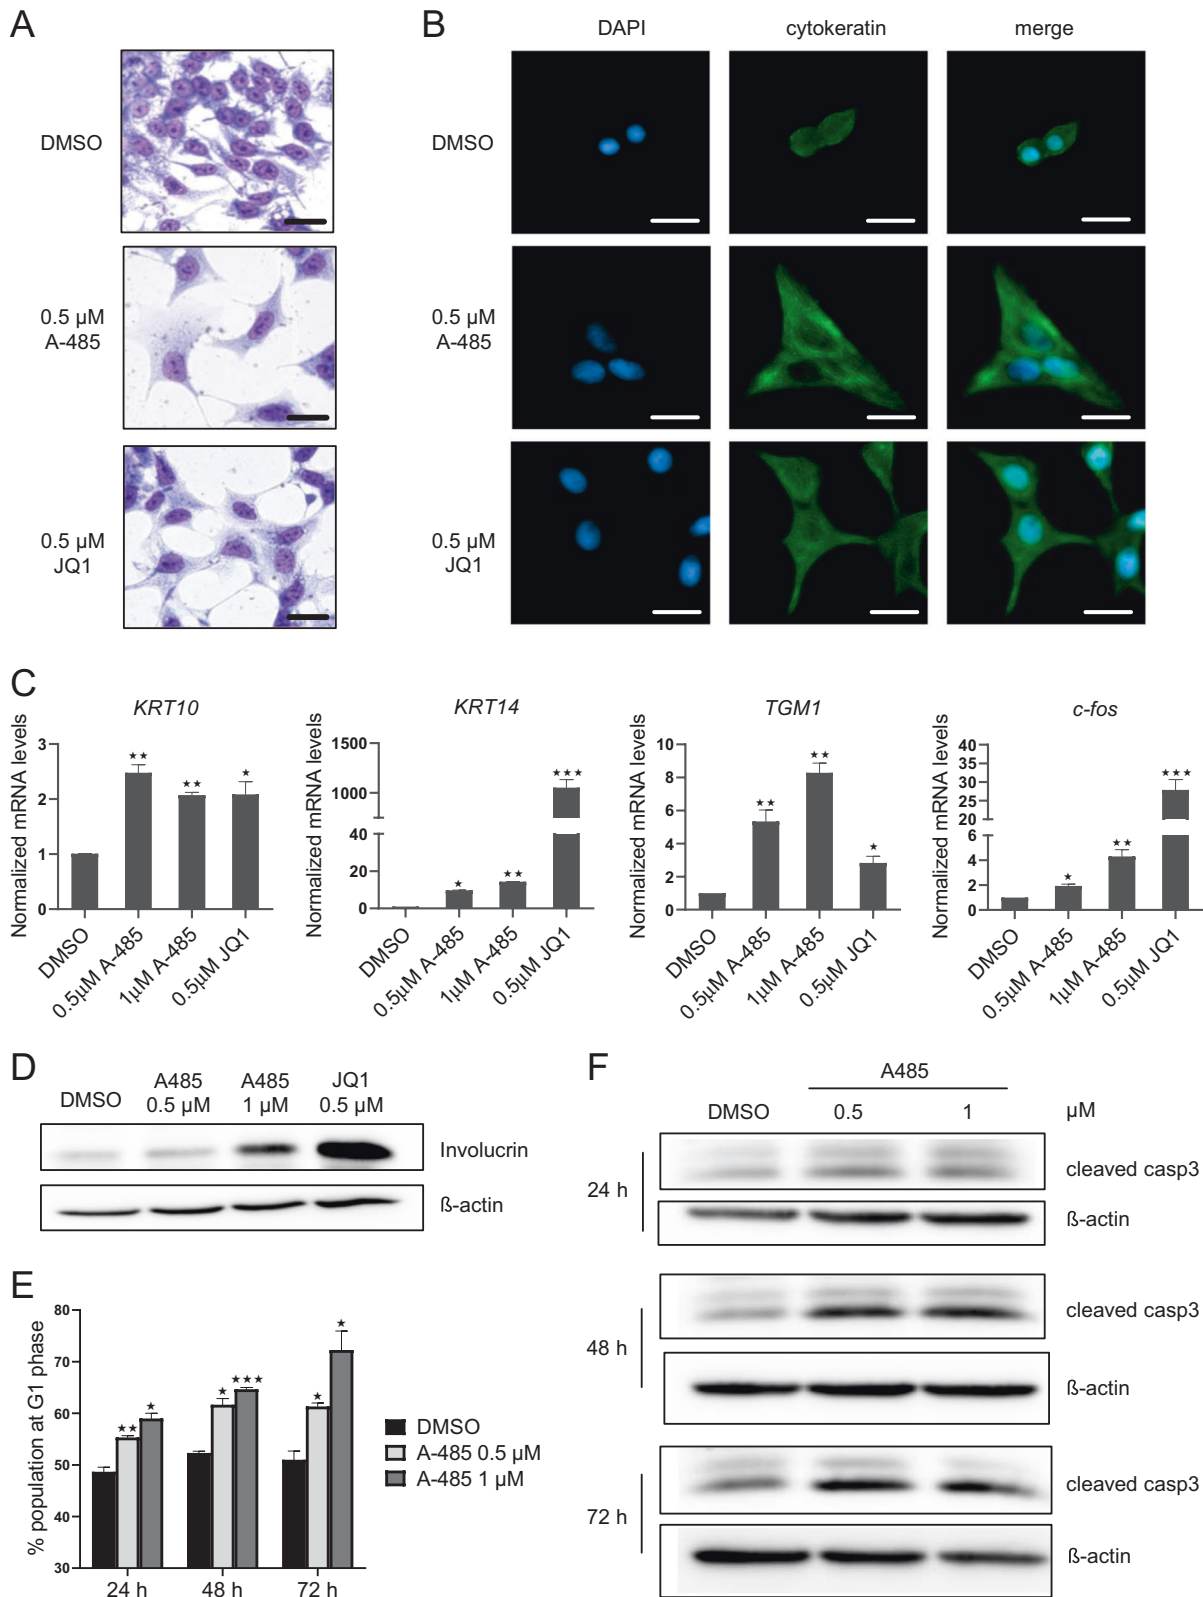 A
DMSO
0.5 µM
A-485
0.5 µM
JQ1
B
DAPI cytokeratin merge
DMSO
0.5 µM
A-485
0.5 µM
JQ1
C
KRT10
Normalized mRNA levels
3
2
1
0
DMSO
0.5µM A-485
1µM A-485
0.5µM JQ1
★★
★★
★
KRT14
Normalized mRNA levels
1500
1000
40
20
0
DMSO
0.5µM A-485
1µM A-485
0.5µM JQ1
★
★★
★★★
TGM1
Normalized mRNA levels
10
8
6
4
2
0
DMSO
0.5µM A-485
1µM A-485
0.5µM JQ1
★★
★★
★
c-fos
Normalized mRNA levels
40
35
30
25
20
6
4
2
0
DMSO
0.5µM A-485
1µM A-485
0.5µM JQ1
★
★★
★★★
D
DMSO
A485
0.5 µM
A485
1 µM
JQ1
0.5 µM
Involucrin
ß-actin
E
% population at G1 phase
80
70
60
50
40
30
★★
★
★
★★★
★
★
24 h 48 h 72 h
DMSO
A-485 0.5 µM
A-485 1 µM
F
A485
DMSO 0.5 1 µM
24 h
cleaved casp3
ß-actin
48 h
cleaved casp3
ß-actin
72 h
cleaved casp3
ß-actin